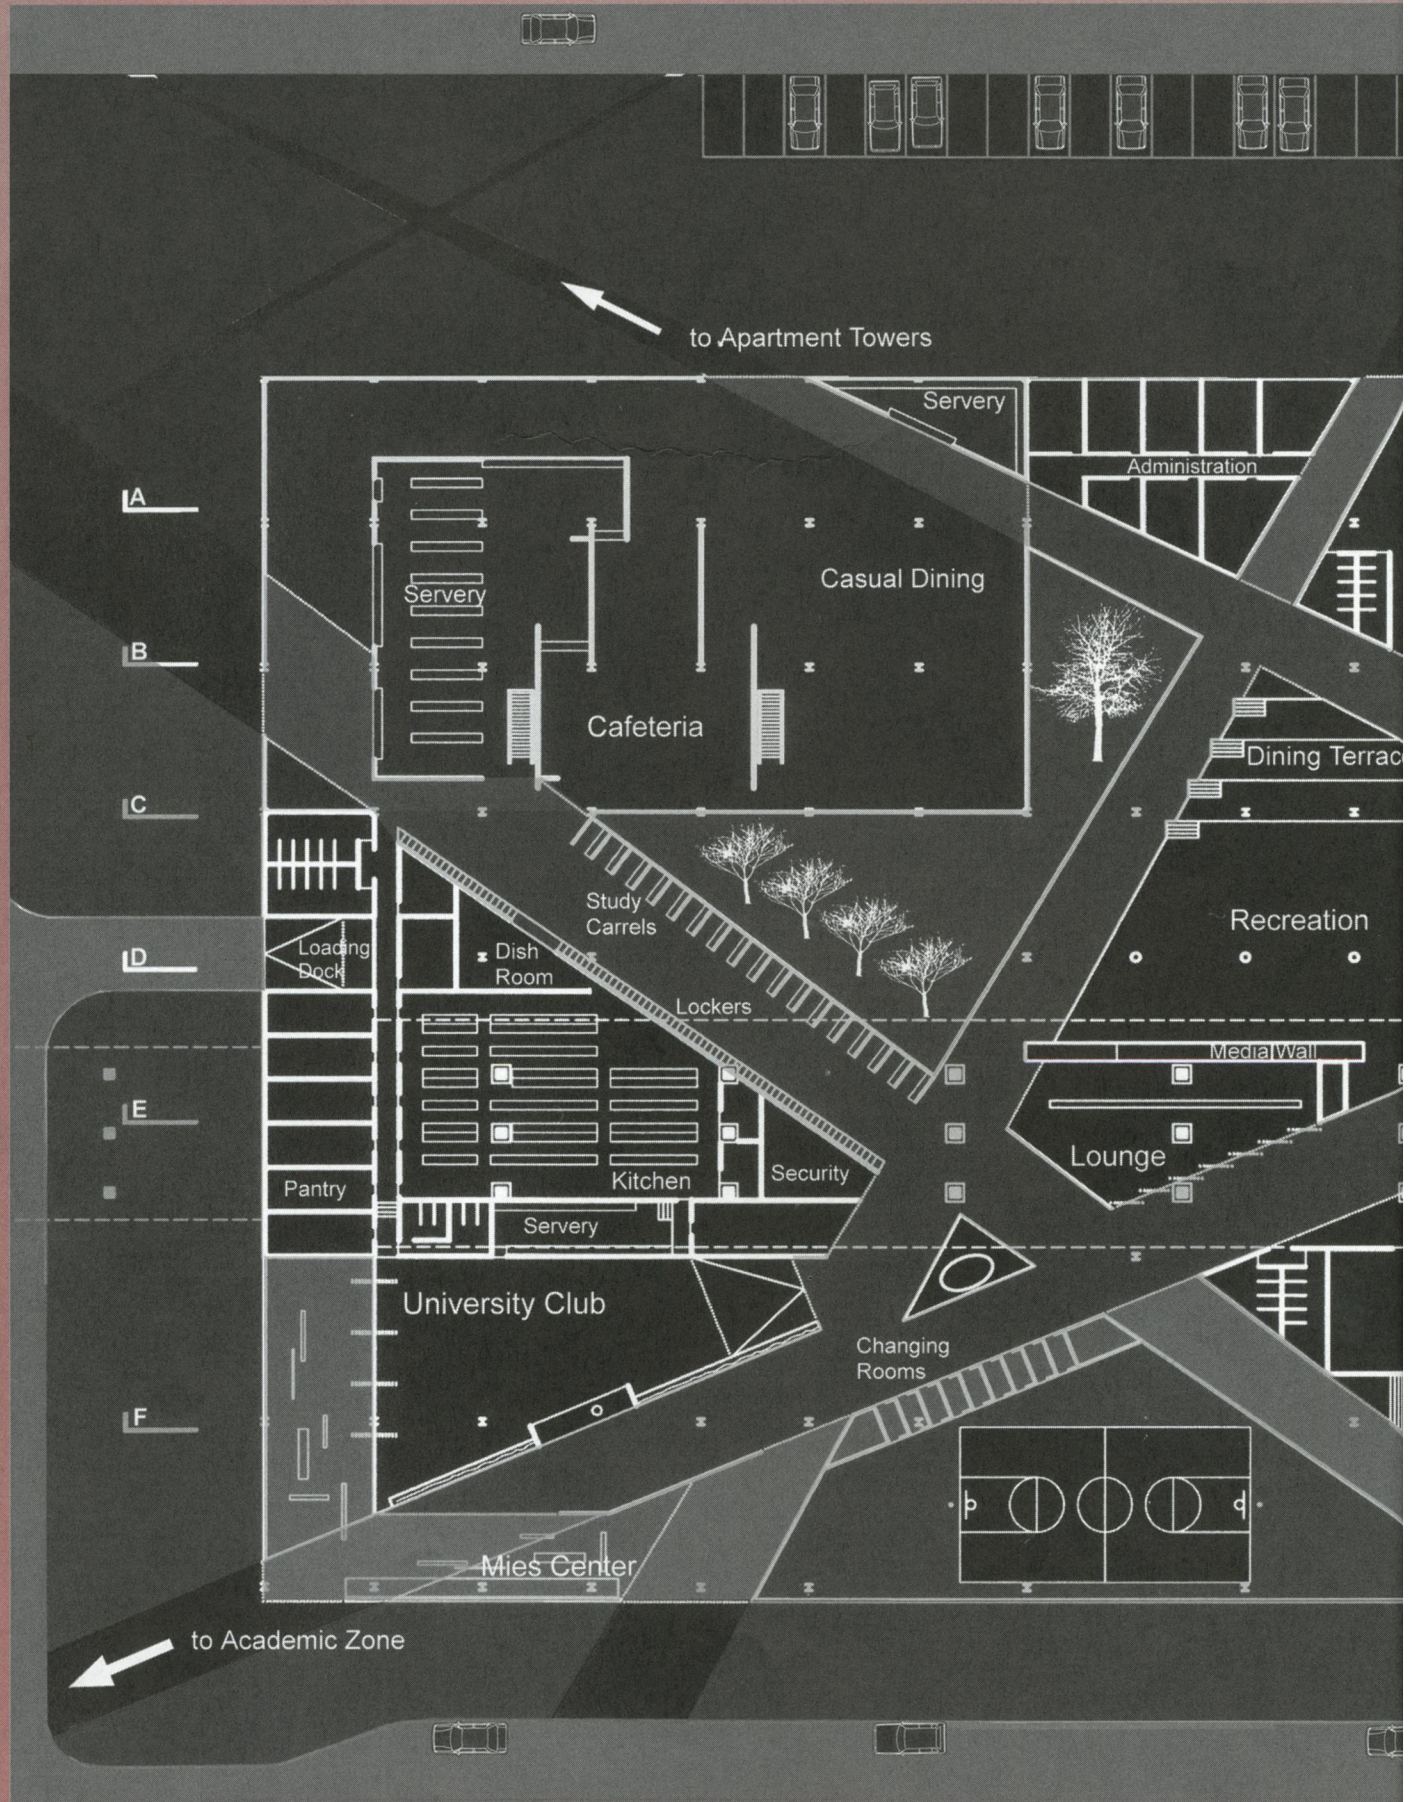 to Apartment Towers
Servery
Administration
A
Casual Dining
Servery
B
Cafeteria
Dining Terrac
C
Study
Carrels
Recreation
Loading
Dock
D
Dish
Room
Lockers
Media Wall
E
Lounge
Kitchen
Security
Pantry
Servery
University Club
Changing
Rooms
F
Mies Center
to Academic Zone